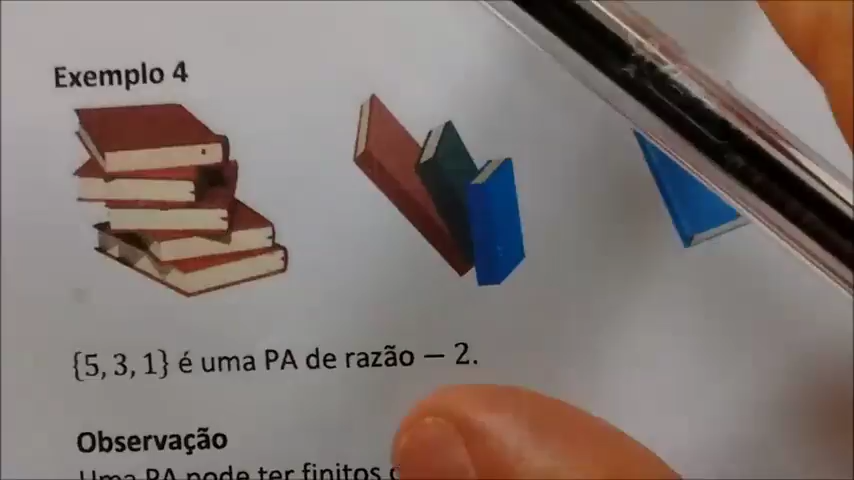 Exemplo 4
{5, 3, 1} é uma PA de razão − 2.
Observação
Uma PA pode ter finitos